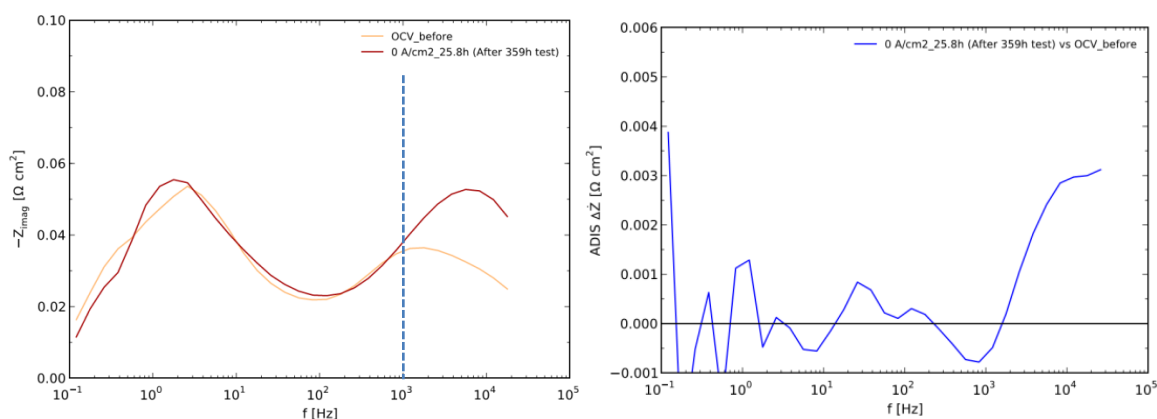 0.10
0.08
0.06
0.04
0.02
0.00
−Z_imag [Ω cm²]
OCV_before
0 A/cm2_25.8h (After 359h test)
10⁻¹ 10⁰ 10¹ 10² 10³ 10⁴ 10⁵
f [Hz]
0.006
0.005
0.004
0.003
0.002
0.001
0.000
−0.001
ADIS ΔŻ [Ω cm²]
0 A/cm2_25.8h (After 359h test) vs OCV_before
10⁻¹ 10⁰ 10¹ 10² 10³ 10⁴ 10⁵
f [Hz]